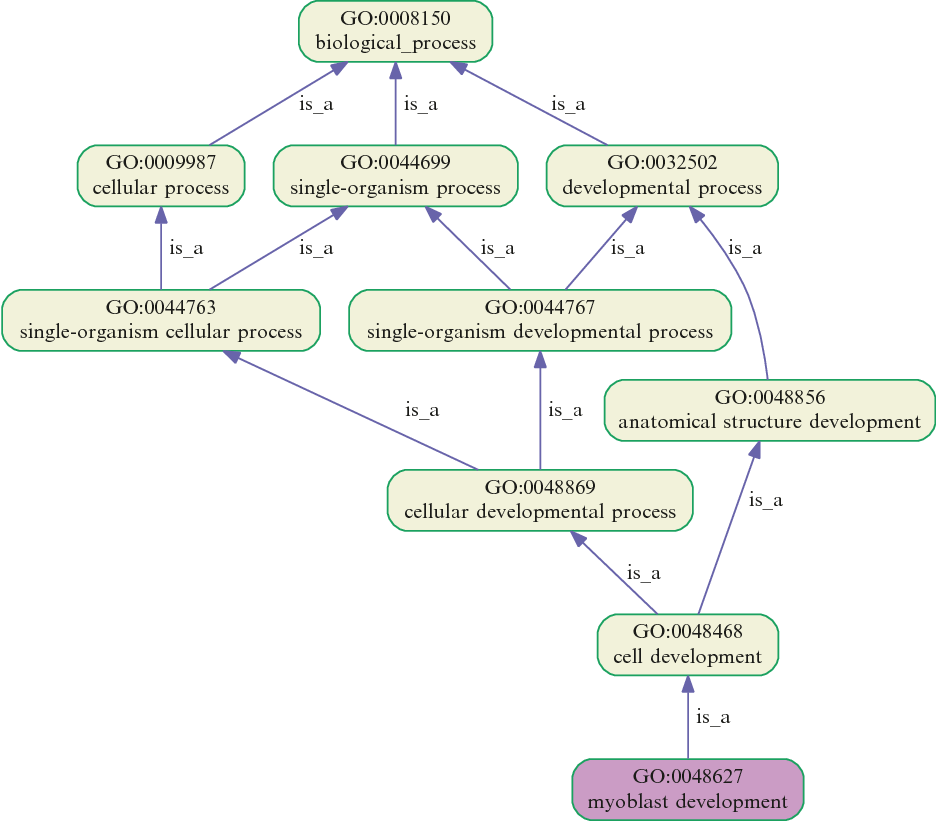 GO:0008150
biological_process
is_a
is_a
is_a
GO:0009987
cellular process
GO:0044699
single-organism process
GO:0032502
developmental process
is_a
is_a
is_a
is_a
is_a
GO:0044763
single-organism cellular process
GO:0044767
single-organism developmental process
GO:0048856
anatomical structure development
is_a
is_a
GO:0048869
cellular developmental process
is_a
is_a
GO:0048468
cell development
is_a
GO:0048627
myoblast development